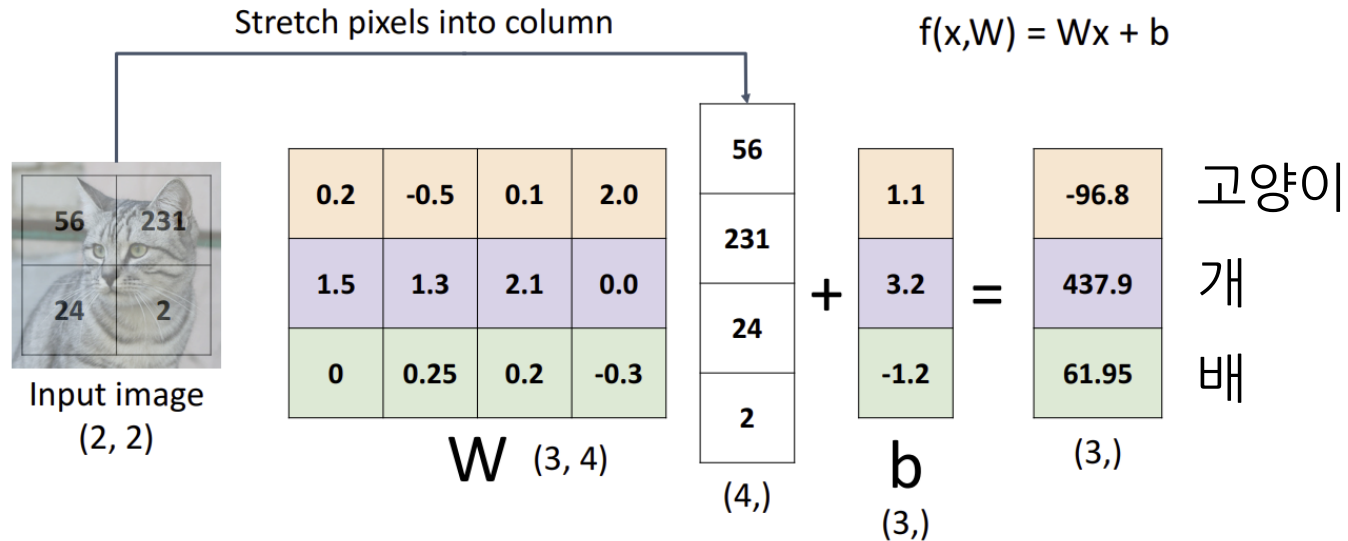 Stretch pixels into column
f(x,W) = Wx + b
56 231
24 2
Input image
(2, 2)
0.2 -0.5 0.1 2.0
1.5 1.3 2.1 0.0
0 0.25 0.2 -0.3
W (3, 4)
56
231
24
2
(4,)
+
1.1
3.2
-1.2
b
(3,)
=
-96.8 고양이
437.9 개
61.95 배
(3,)